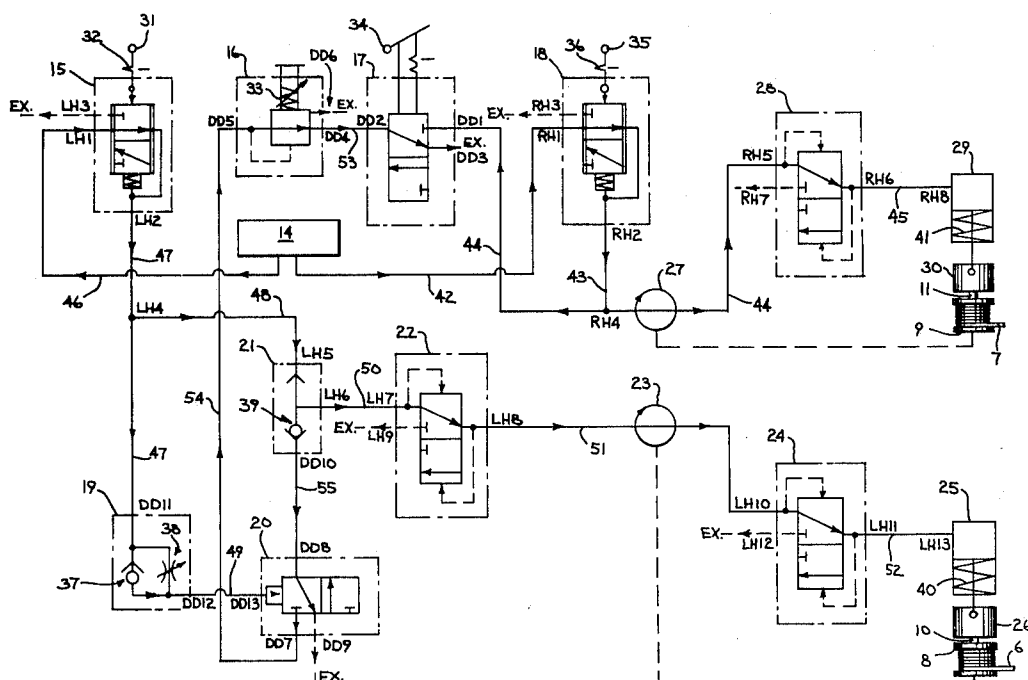 31
34
32
16
DD6
36
35
15
17
18
33
28
EX.
LH3
EX.
EX.
RH3
29
LH1
DD5
DD4
DD2
DD1
RH1
RH5
RH6
53
EX.
DD3
RH7
45
RH8
LH2
RH2
41
14
44
47
30
46
42
43
27
11
48
44
LH4
RH4
9
7
21
LH5
22
54
LH6
50
LH7
23
39
EX.
LH9
LH8
51
24
47
DD10
25
55
19
DD11
LH10
LH11
38
20
DD8
EX.
LH12
52
LH13
49
37
40
DD12
DD13
26
DD7
DD9
10
8
6
EX.